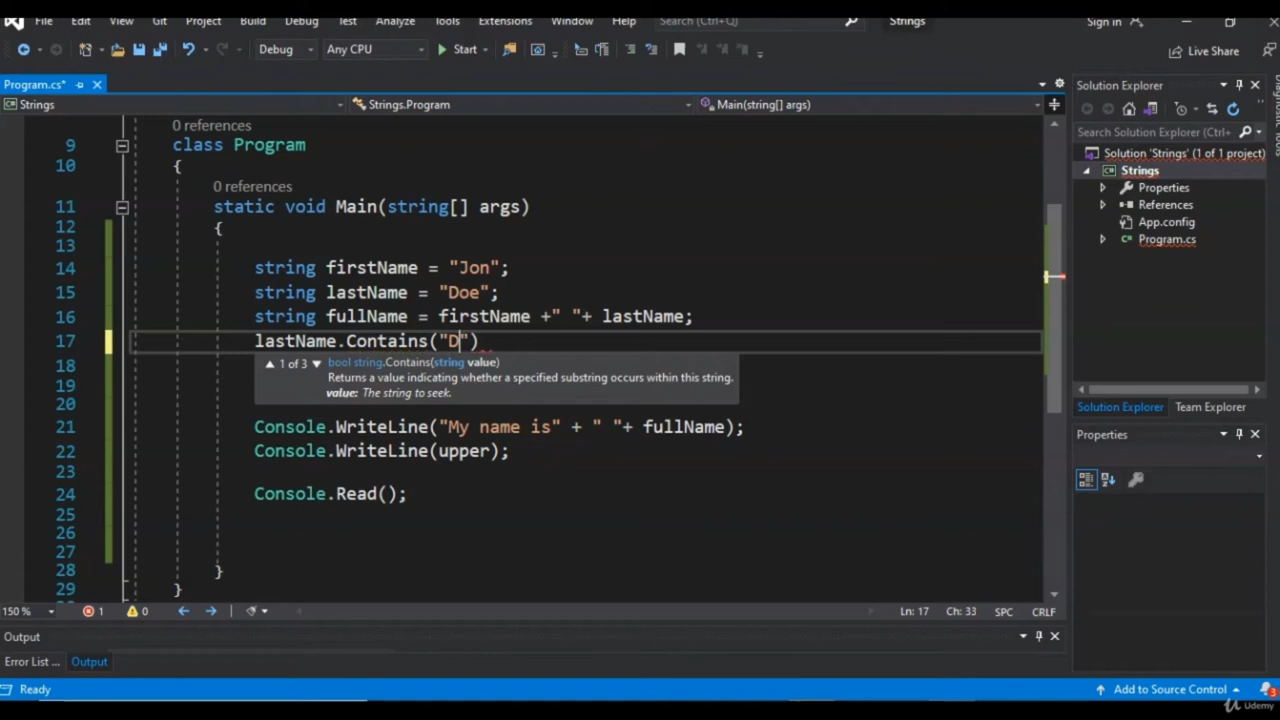 File Edit View Git Project Build Debug Test Analyze Tools Extensions Window Help Search (Ctrl+Q) Strings Sign in
Debug Any CPU Start Live Share
Program.cs*
Strings Strings.Program Main(string[] args)
0 references
9 class Program
10 {
0 references
11 static void Main(string[] args)
12 {
13
14 string firstName = "Jon";
15 string lastName = "Doe";
16 string fullName = firstName +" "+ lastName;
17 lastName.Contains("D")
1 of 3 bool string.Contains(string value)
Returns a value indicating whether a specified substring occurs within this string.
value: The string to seek.
18
19
20
21 Console.WriteLine("My name is" + " "+ fullName);
22 Console.WriteLine(upper);
23
24 Console.Read();
25
26
27
28 }
29 }
150 % 1 0 Ln: 17 Ch: 33 SPC CRLF
Output
Error List ... Output
Ready Add to Source Control 3
Solution Explorer
Search Solution Explorer (Ctrl+
Solution 'Strings' (1 of 1 project)
Strings
Properties
References
App.config
Program.cs
Solution Explorer Team Explorer
Properties
Diagnostic Tools
Udemy